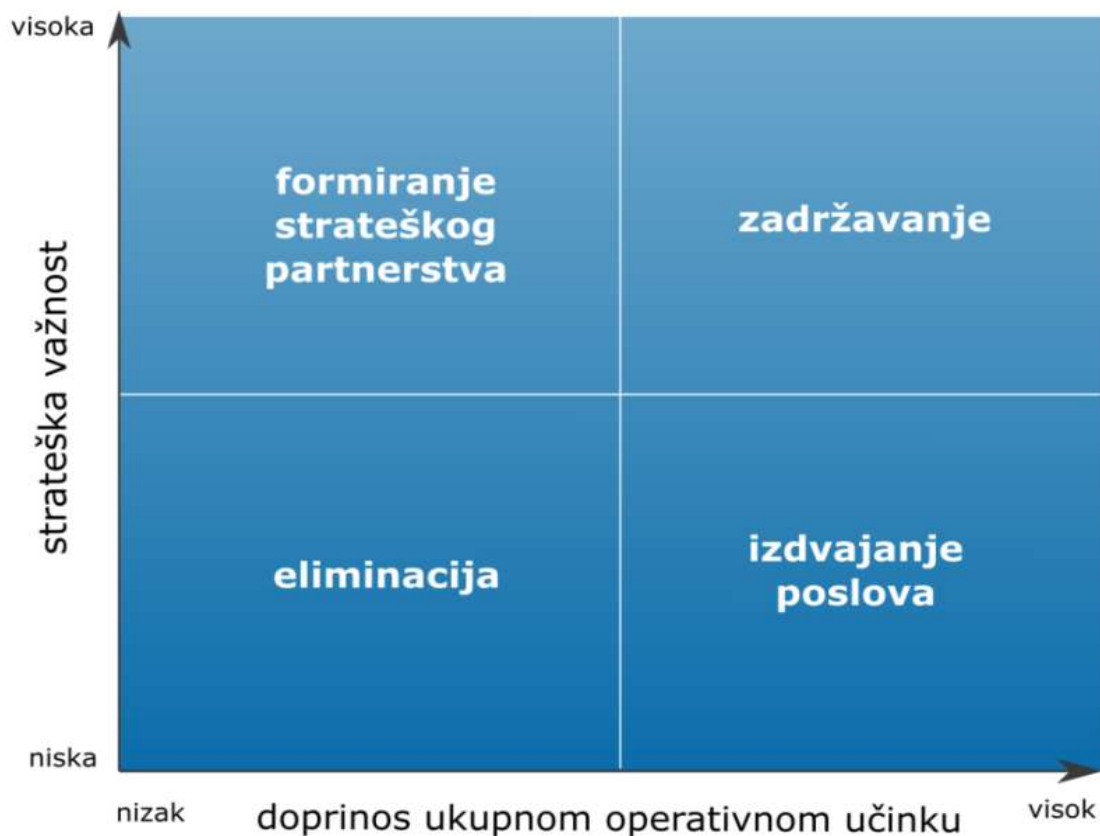 visoka
formiranje
strateškog
partnerstva
zadržavanje
strateška važnost
eliminacija
izdvajanje
poslova
niska
nizak
doprinos ukupnom operativnom učinku
visok